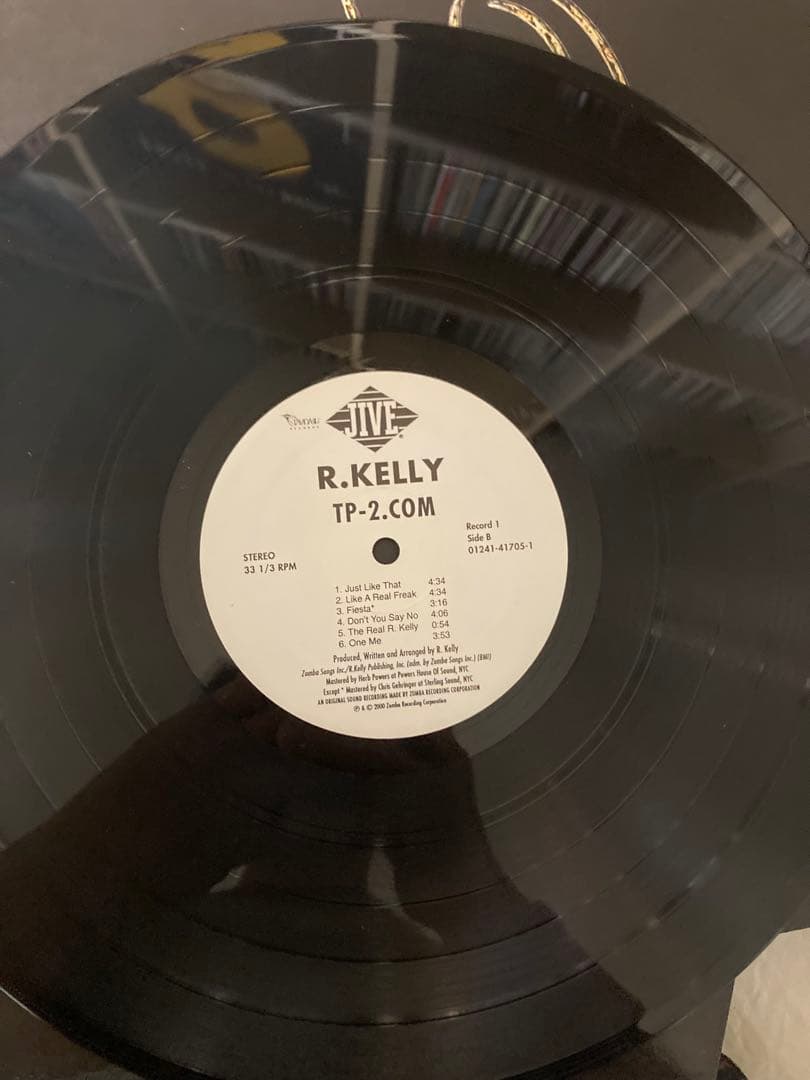 JIVE
R.KELLY
TP-2.COM
Record 1
Side B
01241-41705-1
STEREO
33 1/3 RPM
1. Just Like That 4:34
2. Like A Real Freak 4:34
3. Fiesta* 3:16
4. Don't You Say No 4:06
5. The Real R. Kelly 0:54
6. One Me 3:53
Produced, Written and Arranged by R. Kelly
Zomba Songs Inc./R.Kelly Publishing, Inc. (adm. by Zomba Songs Inc.) (BMI)
Mastered by Herb Powers at Powers House Of Sound, NYC
Except * Mastered by Chris Gehringer at Sterling Sound, NYC
AN ORIGINAL SOUND RECORDING MADE BY ZOMBA RECORDING CORPORATION
℗ & © 2000 Zomba Recording Corporation